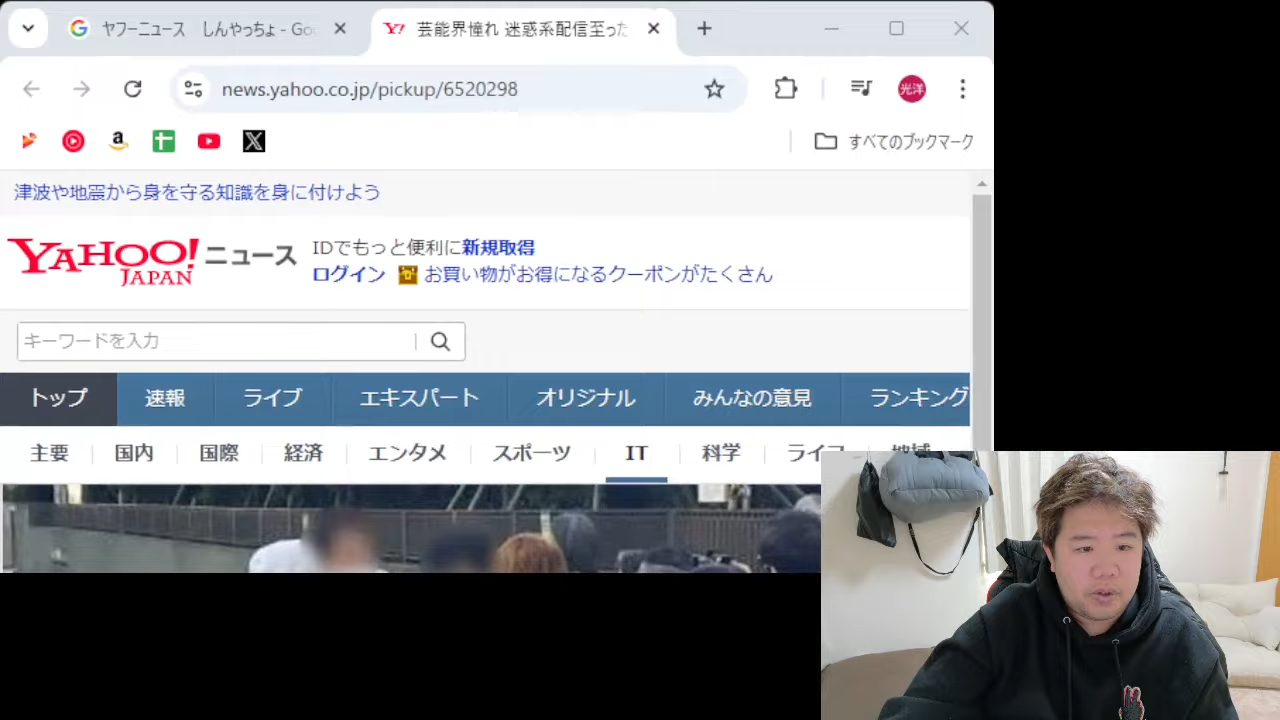 ヤフーニュース しんやっちょ - Go
芸能界憧れ 迷惑系配信至った
news.yahoo.co.jp/pickup/6520298
光洋
すべてのブックマーク
津波や地震から身を守る知識を身に付けよう
YAHOO! JAPAN ニュース
IDでもっと便利に新規取得
ログイン お買い物がお得になるクーポンがたくさん
キーワードを入力
トップ 速報 ライブ エキスパート オリジナル みんなの意見 ランキング
主要 国内 国際 経済 エンタメ スポーツ IT 科学 ライフ 地域